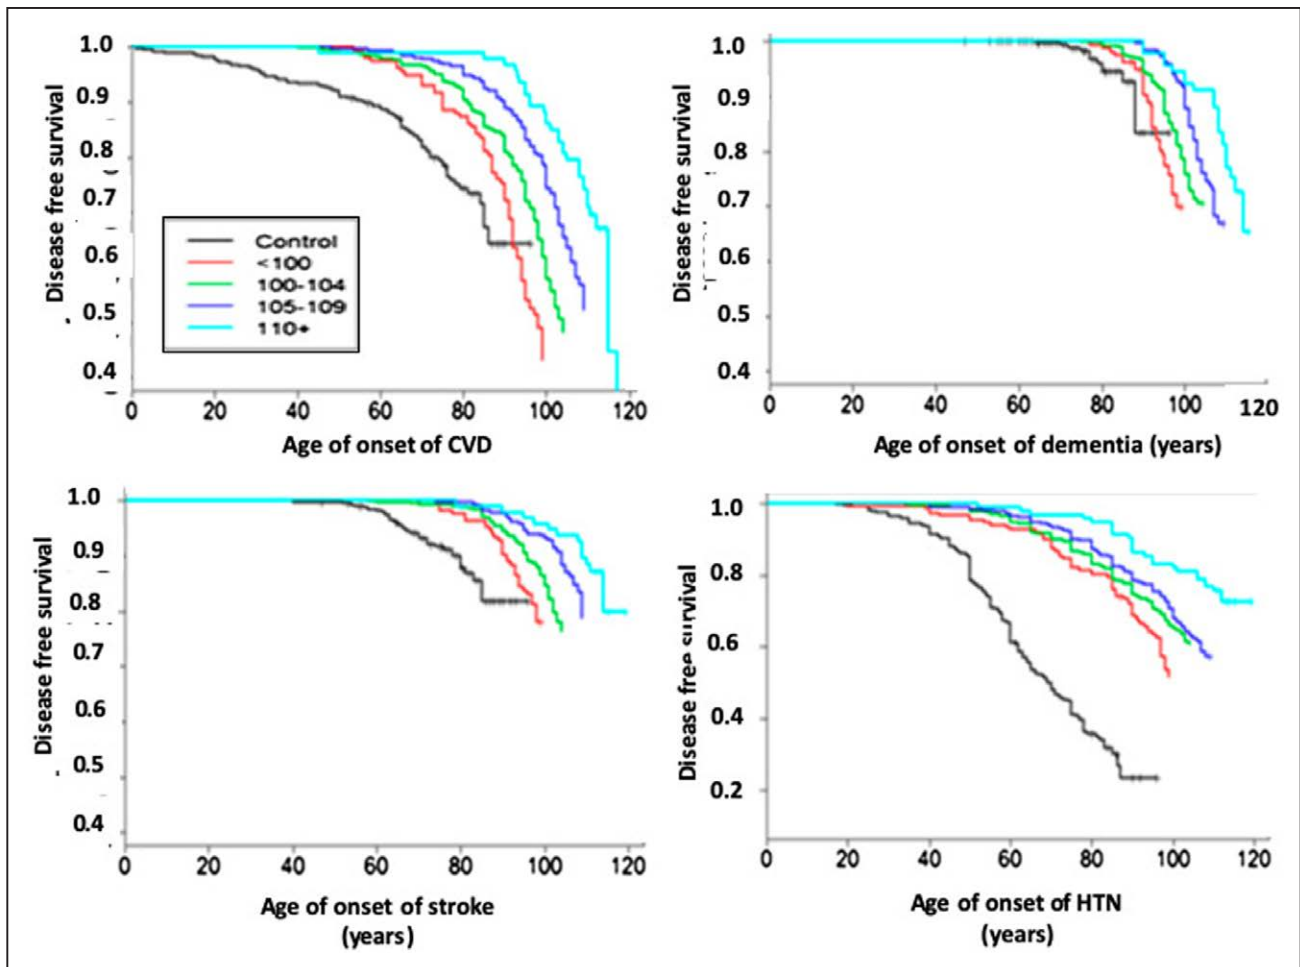 Disease free survival
1.0
0.9
0.8
0.7
0.6
0.5
0.4
Control
<100
100-104
105-109
110+
0 20 40 60 80 100 120
Age of onset of CVD
Disease free survival
1.0
0.9
0.8
0.7
0.6
0.5
0.4
0 20 40 60 80 100 120
Age of onset of dementia (years)
Disease free survival
1.0
0.9
0.8
0.7
0.6
0.5
0.4
0 20 40 60 80 100 120
Age of onset of stroke
(years)
Disease free survival
1.0
0.8
0.6
0.4
0.2
0 20 40 60 80 100 120
Age of onset of HTN
(years)